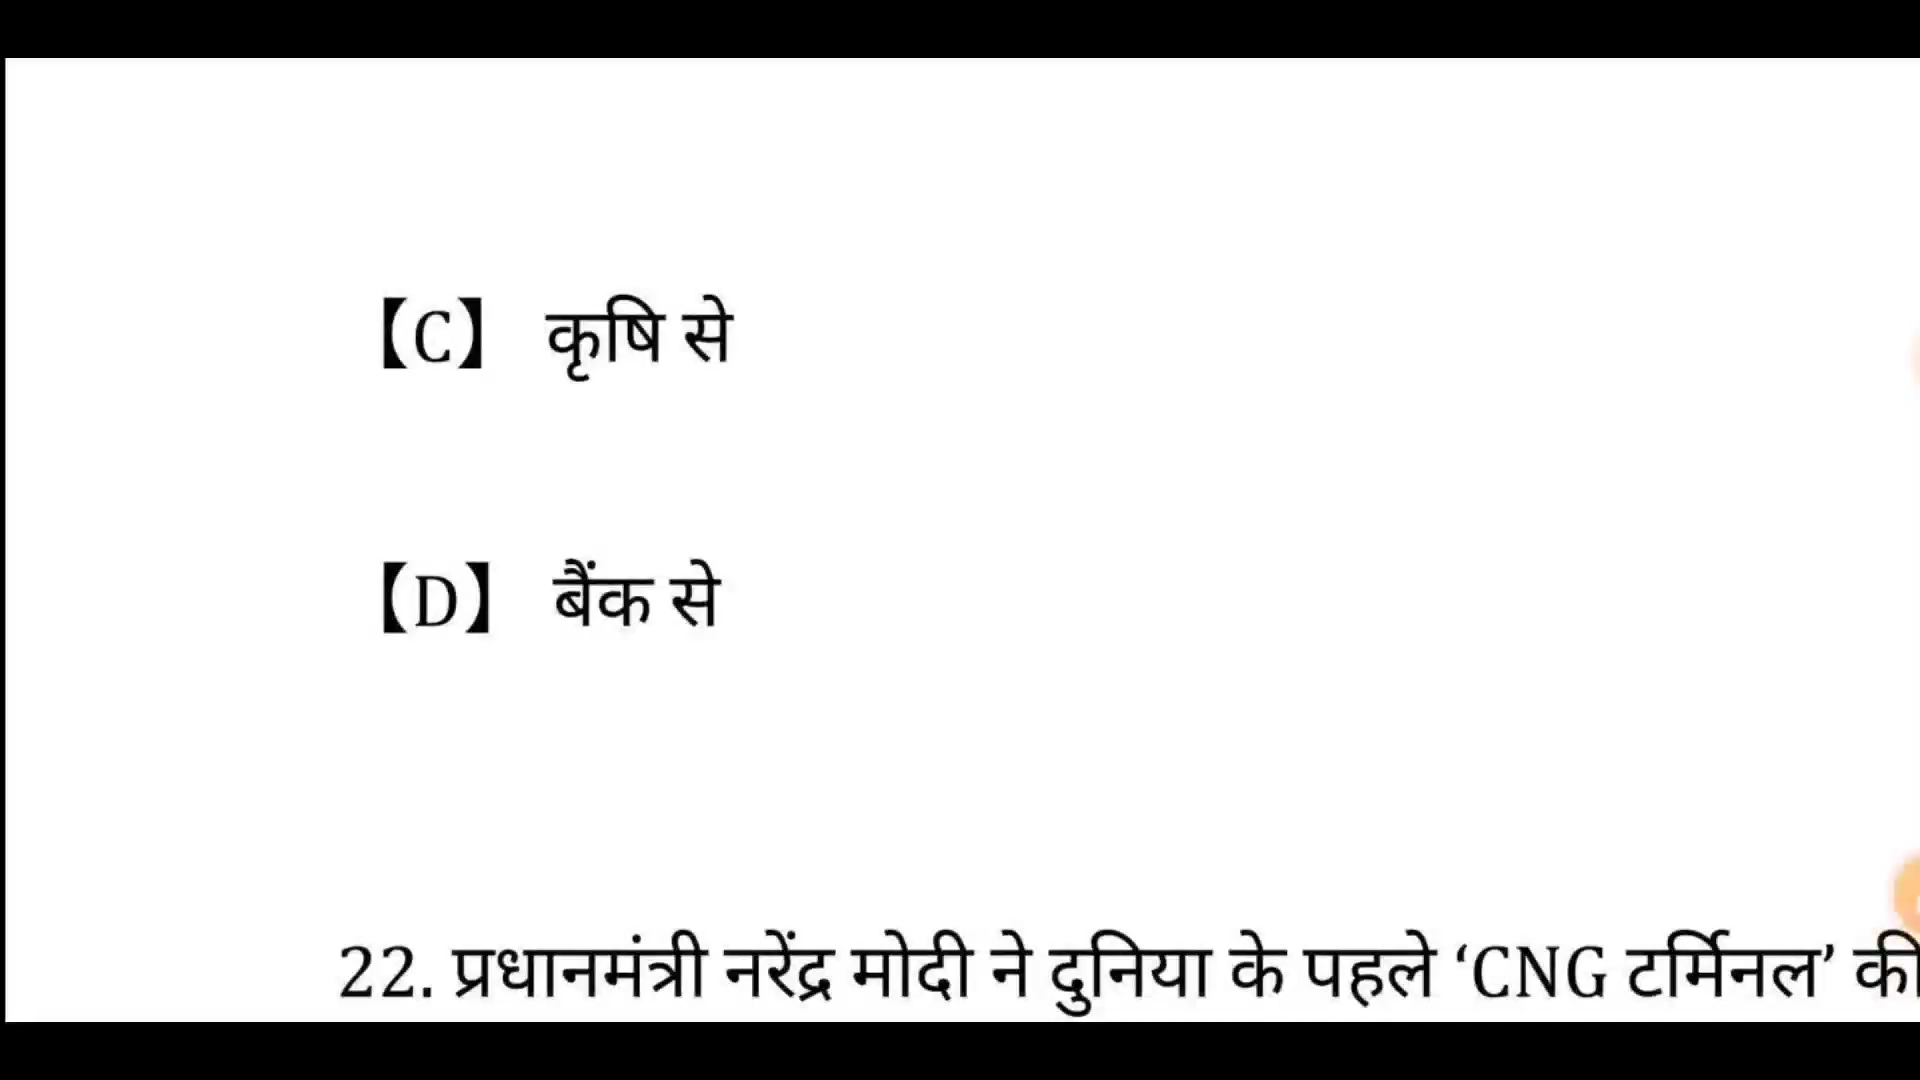 【C】 कृषि से
【D】 बैंक से
22. प्रधानमंत्री नरेंद्र मोदी ने दुनिया के पहले ‘CNG टर्मिनल’ की